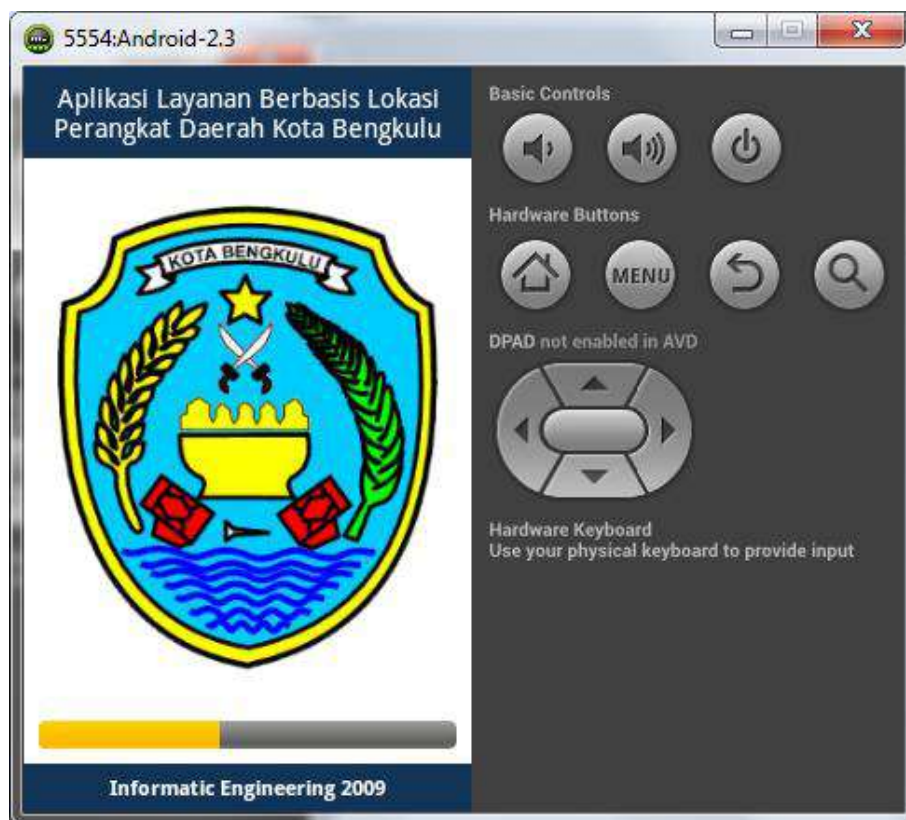 5554:Android-2.3
Aplikasi Layanan Berbasis Lokasi
Perangkat Daerah Kota Bengkulu
KOTA BENGKULU
Informatic Engineering 2009
Basic Controls
Hardware Buttons
MENU
DPAD not enabled in AVD
Hardware Keyboard
Use your physical keyboard to provide input